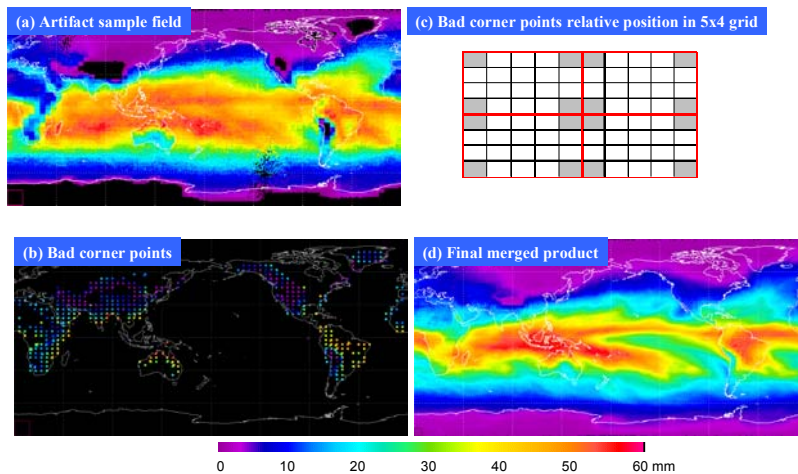 (a) Artifact sample field
(c) Bad corner points relative position in 5x4 grid
(b) Bad corner points
(d) Final merged product
0 10 20 30 40 50 60 mm